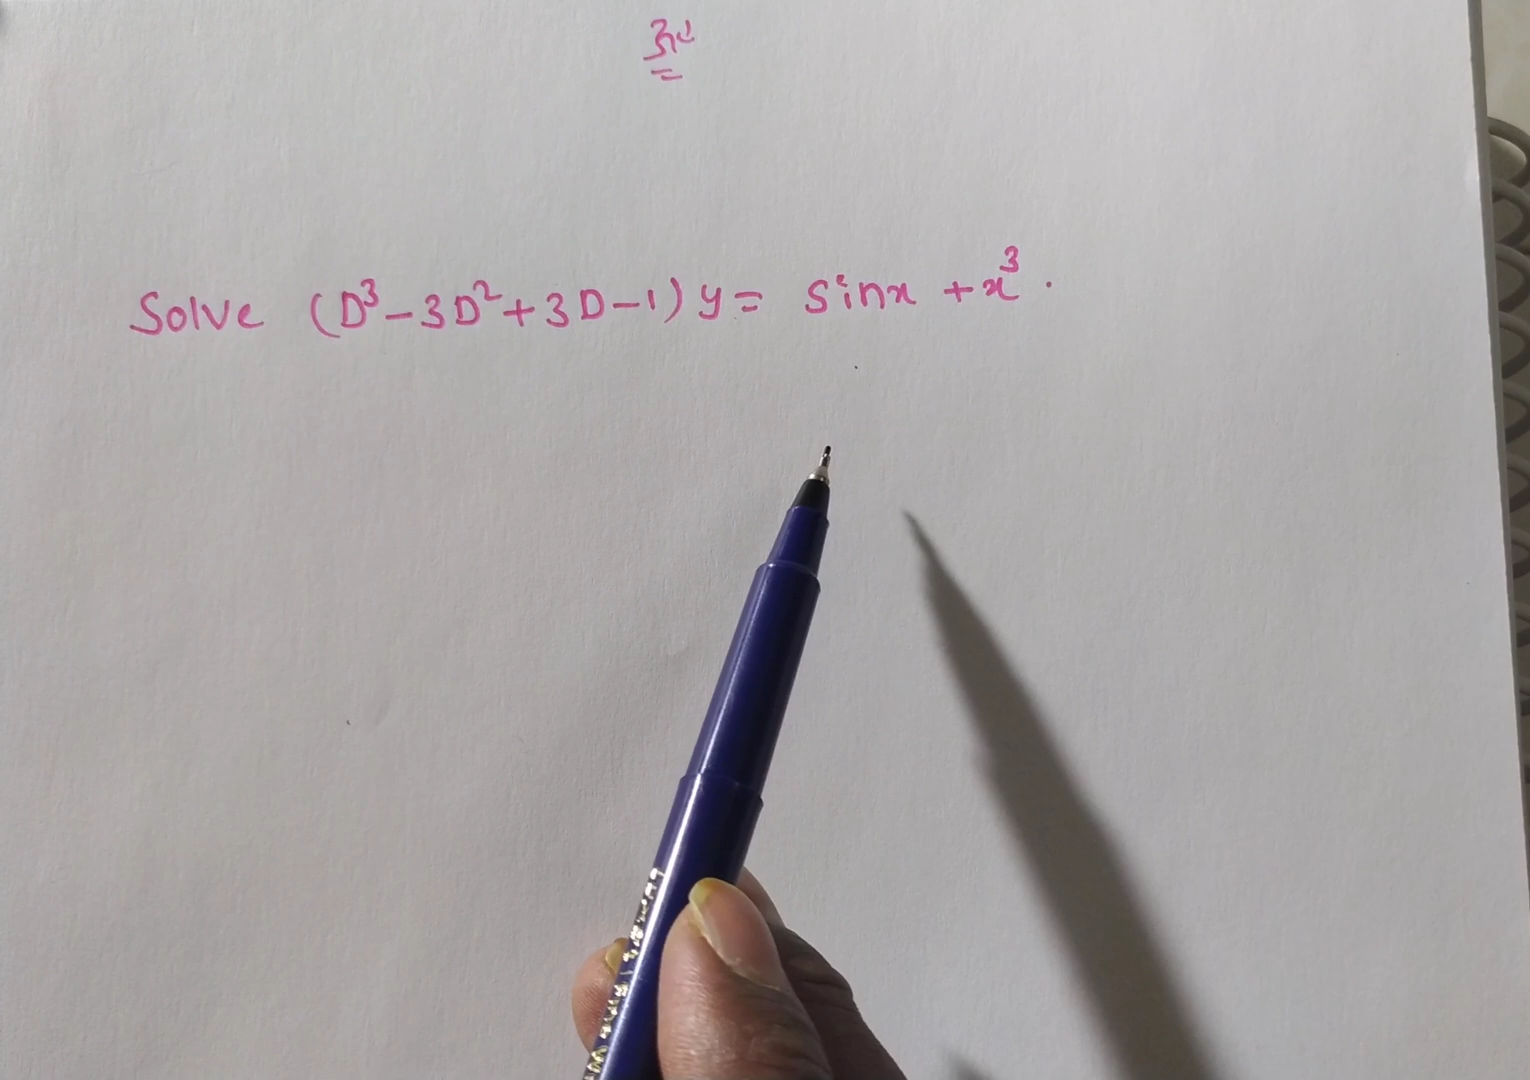 Solve (D³-3D²+3D-1) y = sinx + x³.